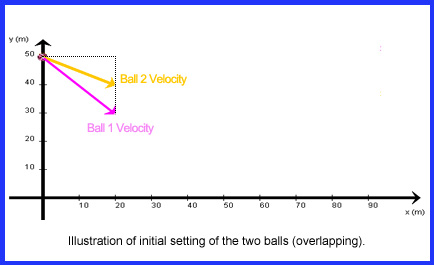 y (m)
50
40
30
20
10
Ball 2 Velocity
Ball 1 Velocity
10 20 30 40 50 60 70 80 90
x (m)
Illustration of initial setting of the two balls (overlapping).